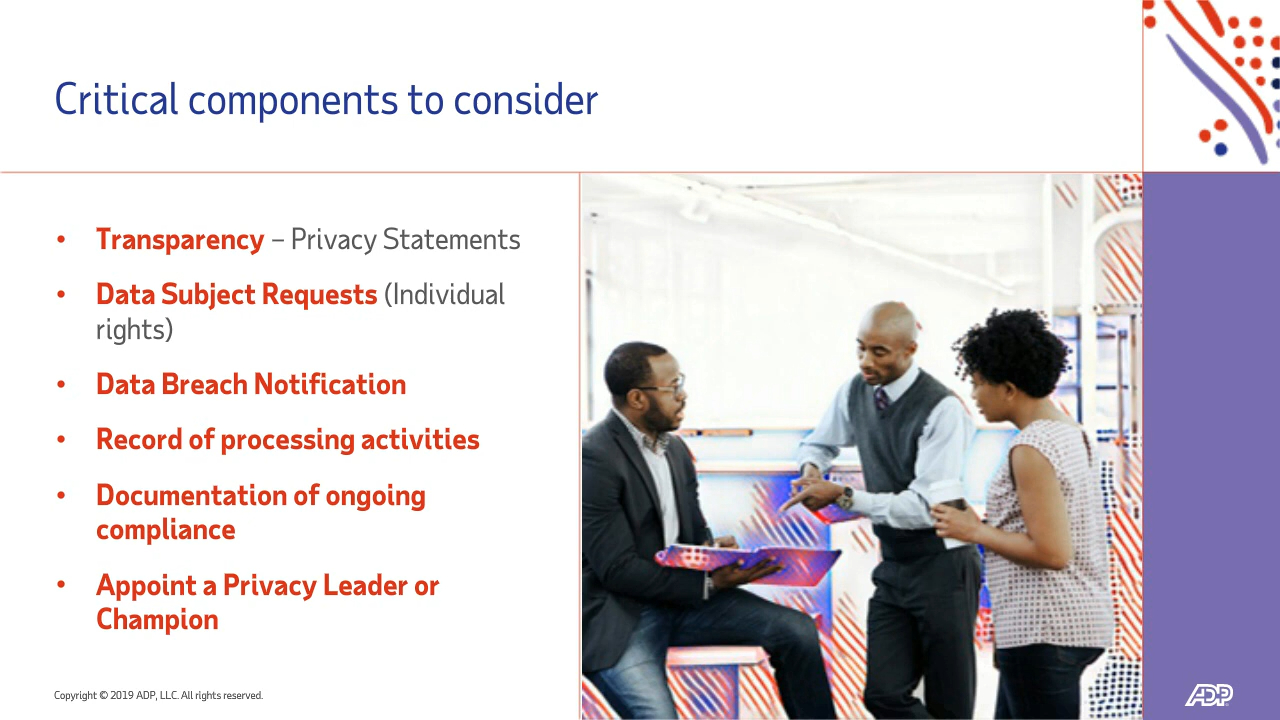 Critical components to consider
• Transparency – Privacy Statements
• Data Subject Requests (Individual
rights)
• Data Breach Notification
• Record of processing activities
• Documentation of ongoing
compliance
• Appoint a Privacy Leader or
Champion
Copyright © 2019 ADP, LLC. All rights reserved.
ADP